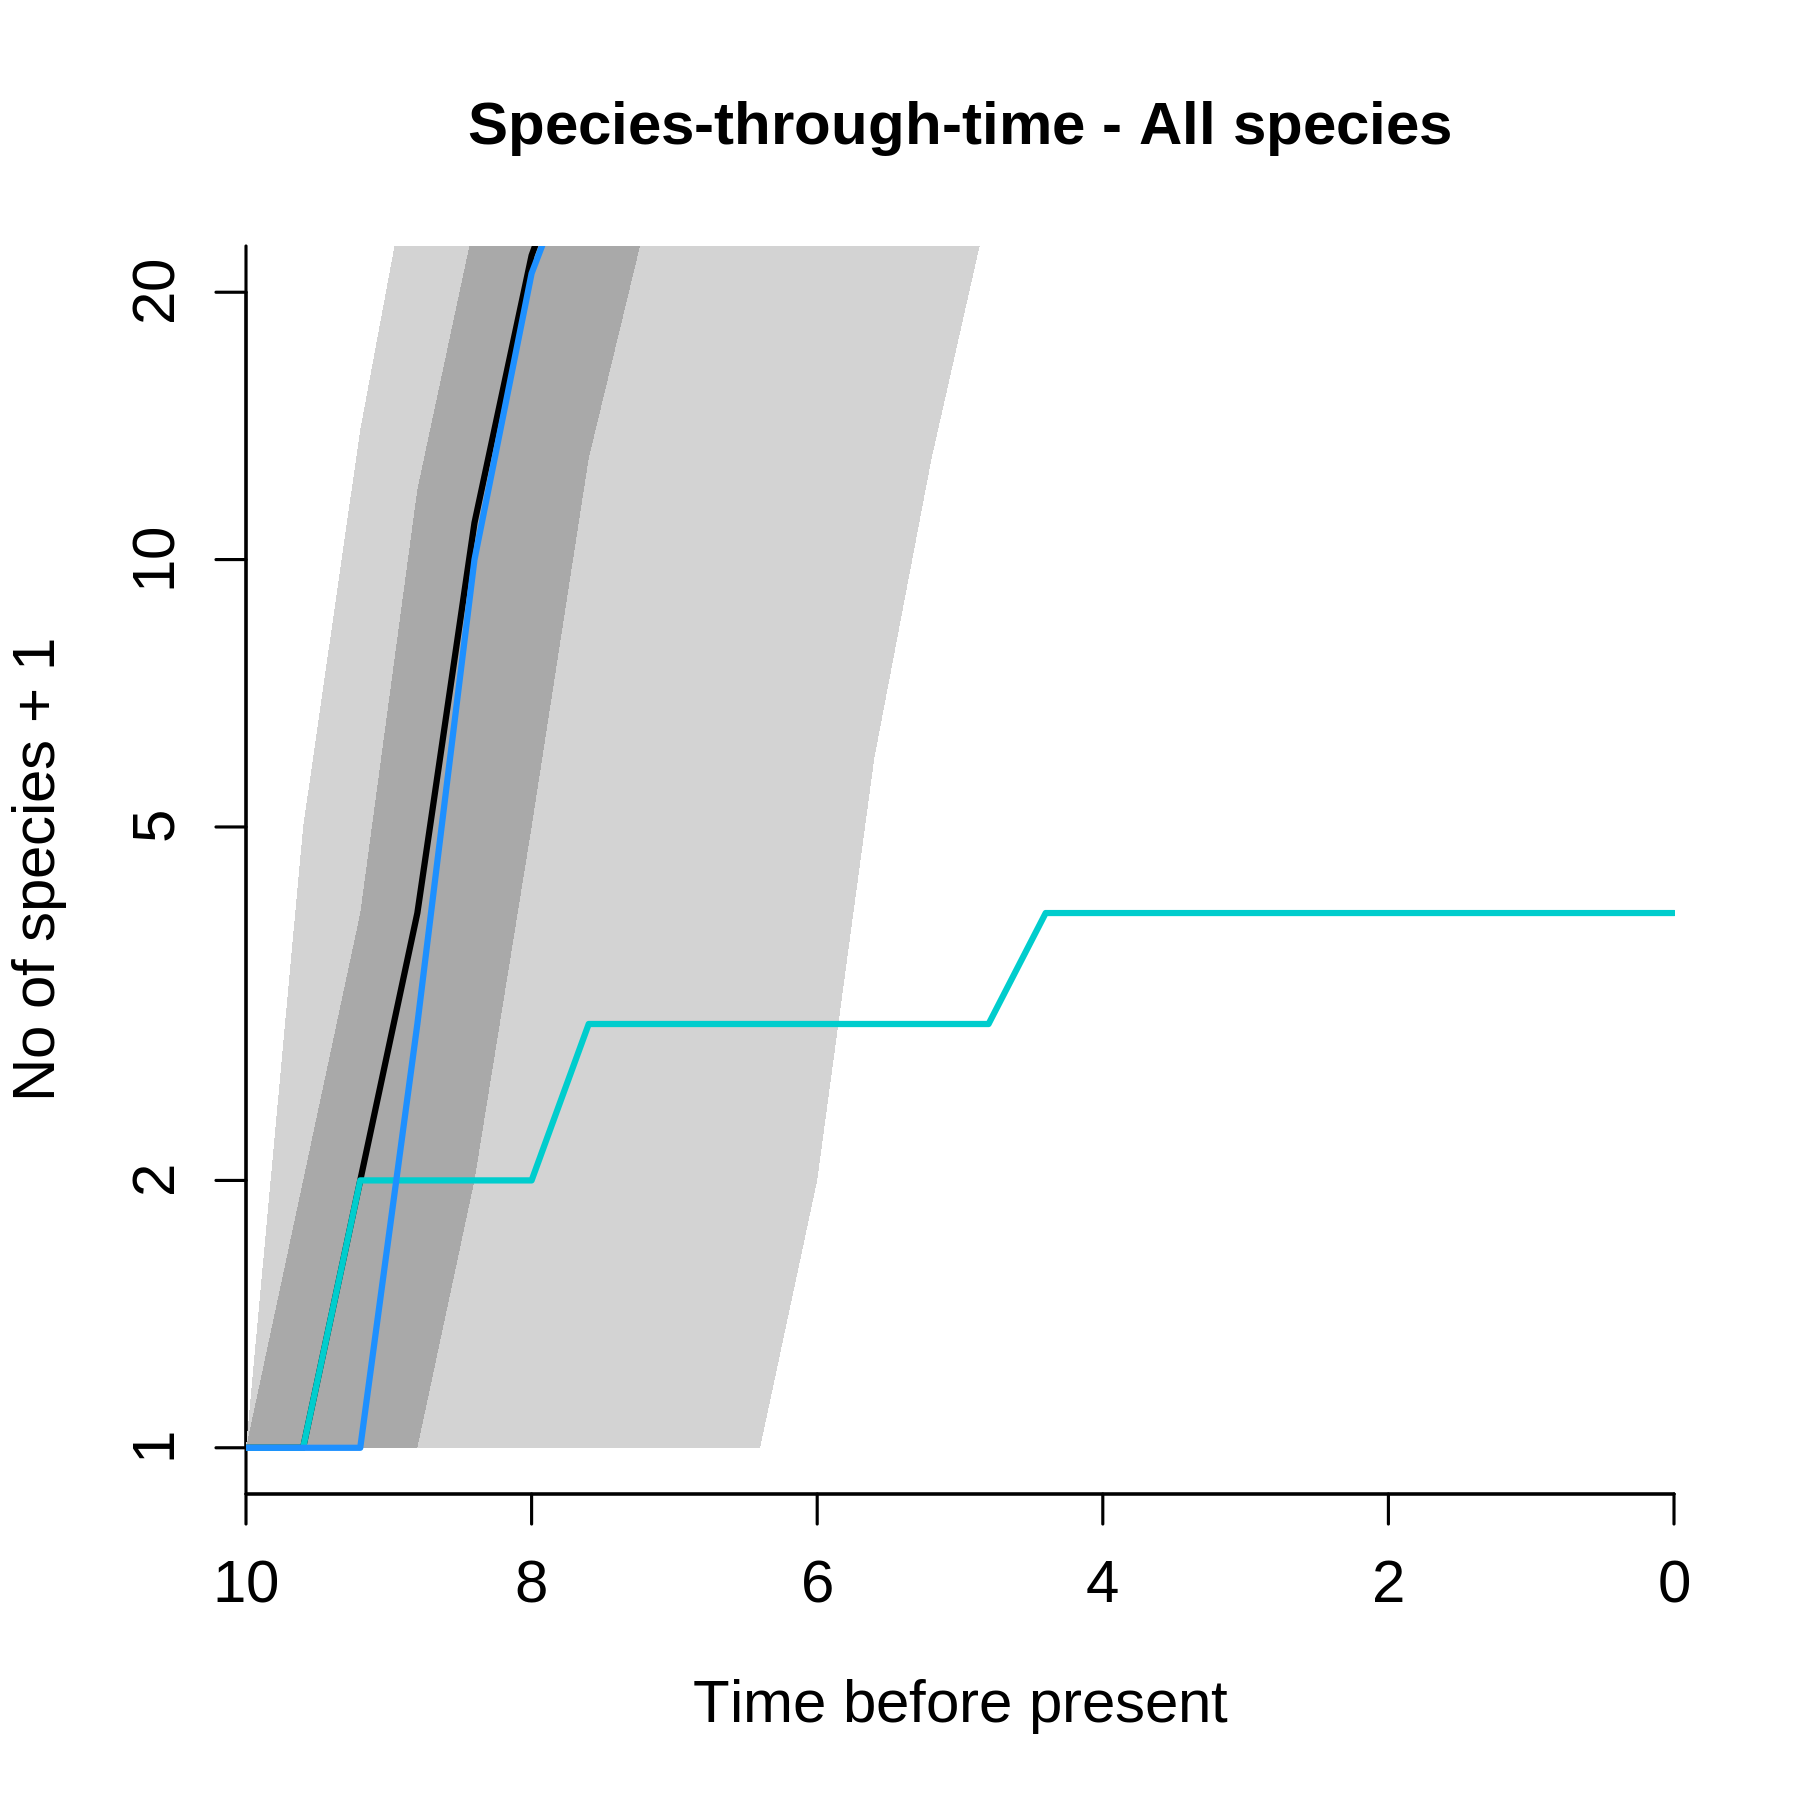 Species-through-time - All species
No of species + 1
20
10
5
2
1
10 8 6 4 2 0
Time before present